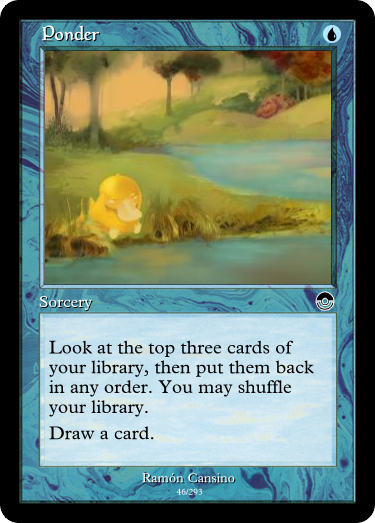 Ponder
Sorcery
Look at the top three cards of
your library, then put them back
in any order. You may shuffle
your library.
Draw a card.
Ramón Cansino
46/293